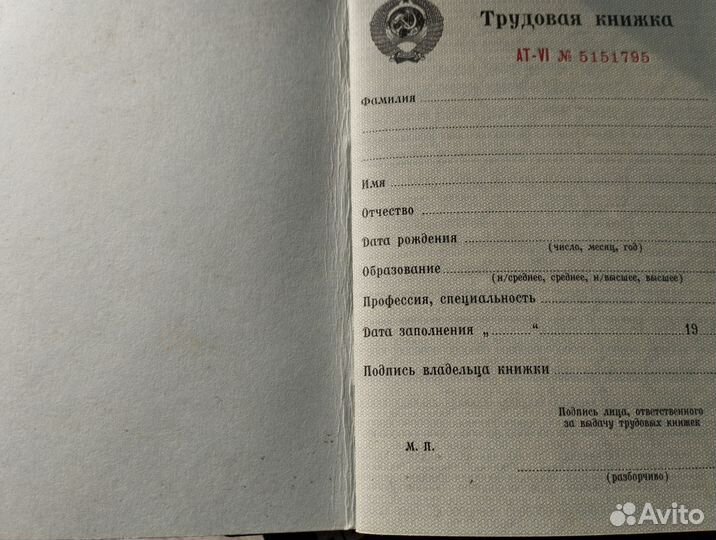 Трудовая книжка
АТ-VI № 5151795
Фамилия
Имя
Отчество
Дата рождения
(число, месяц, год)
Образование
(н/среднее, среднее, н/высшее, высшее)
Профессия, специальность
Дата заполнения „ “ 19
Подпись владельца книжки
Подпись лица, ответственного
за выдачу трудовых книжек
М. П.
(разборчиво)
Avito